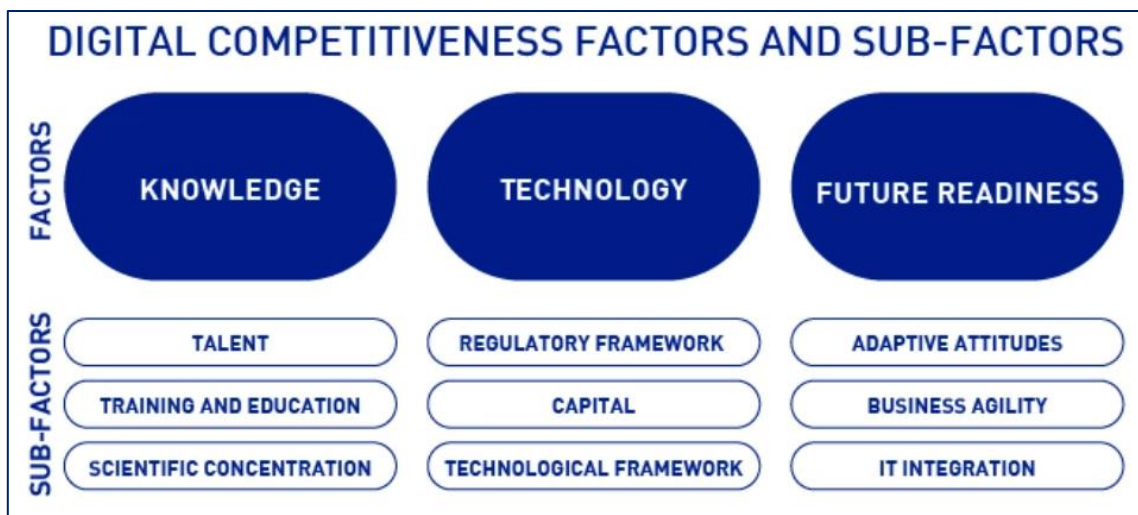 DIGITAL COMPETITIVENESS FACTORS AND SUB-FACTORS
FACTORS
KNOWLEDGE
TECHNOLOGY
FUTURE READINESS
SUB-FACTORS
TALENT
REGULATORY FRAMEWORK
ADAPTIVE ATTITUDES
TRAINING AND EDUCATION
CAPITAL
BUSINESS AGILITY
SCIENTIFIC CONCENTRATION
TECHNOLOGICAL FRAMEWORK
IT INTEGRATION